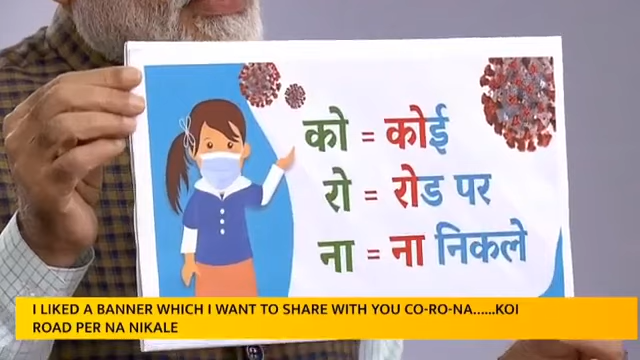 को = कोई
रो = रोड पर
ना = ना निकले
I LIKED A BANNER WHICH I WANT TO SHARE WITH YOU CO-RO-NA......KOI
ROAD PER NA NIKALE